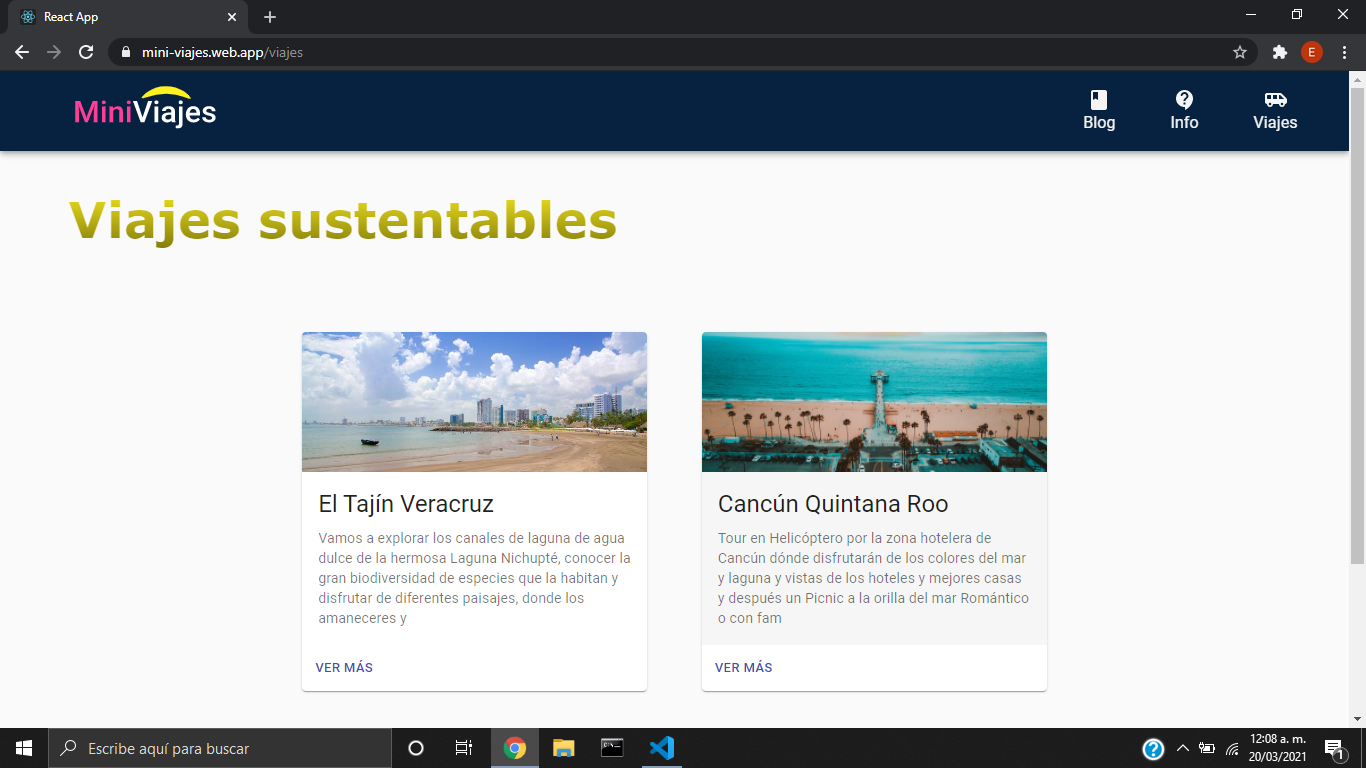 React App
mini-viajes.web.app/viajes
E
MiniViajes
Blog
Info
Viajes
Viajes sustentables
El Tajín Veracruz
Vamos a explorar los canales de laguna de agua
dulce de la hermosa Laguna Nichupté, conocer la
gran biodiversidad de especies que la habitan y
disfrutar de diferentes paisajes, donde los
amaneceres y
VER MÁS
Cancún Quintana Roo
Tour en Helicóptero por la zona hotelera de
Cancún dónde disfrutarán de los colores del mar
y laguna y vistas de los hoteles y mejores casas
y después un Picnic a la orilla del mar Romántico
o con fam
VER MÁS
Escribe aquí para buscar
12:08 a. m.
20/03/2021
1